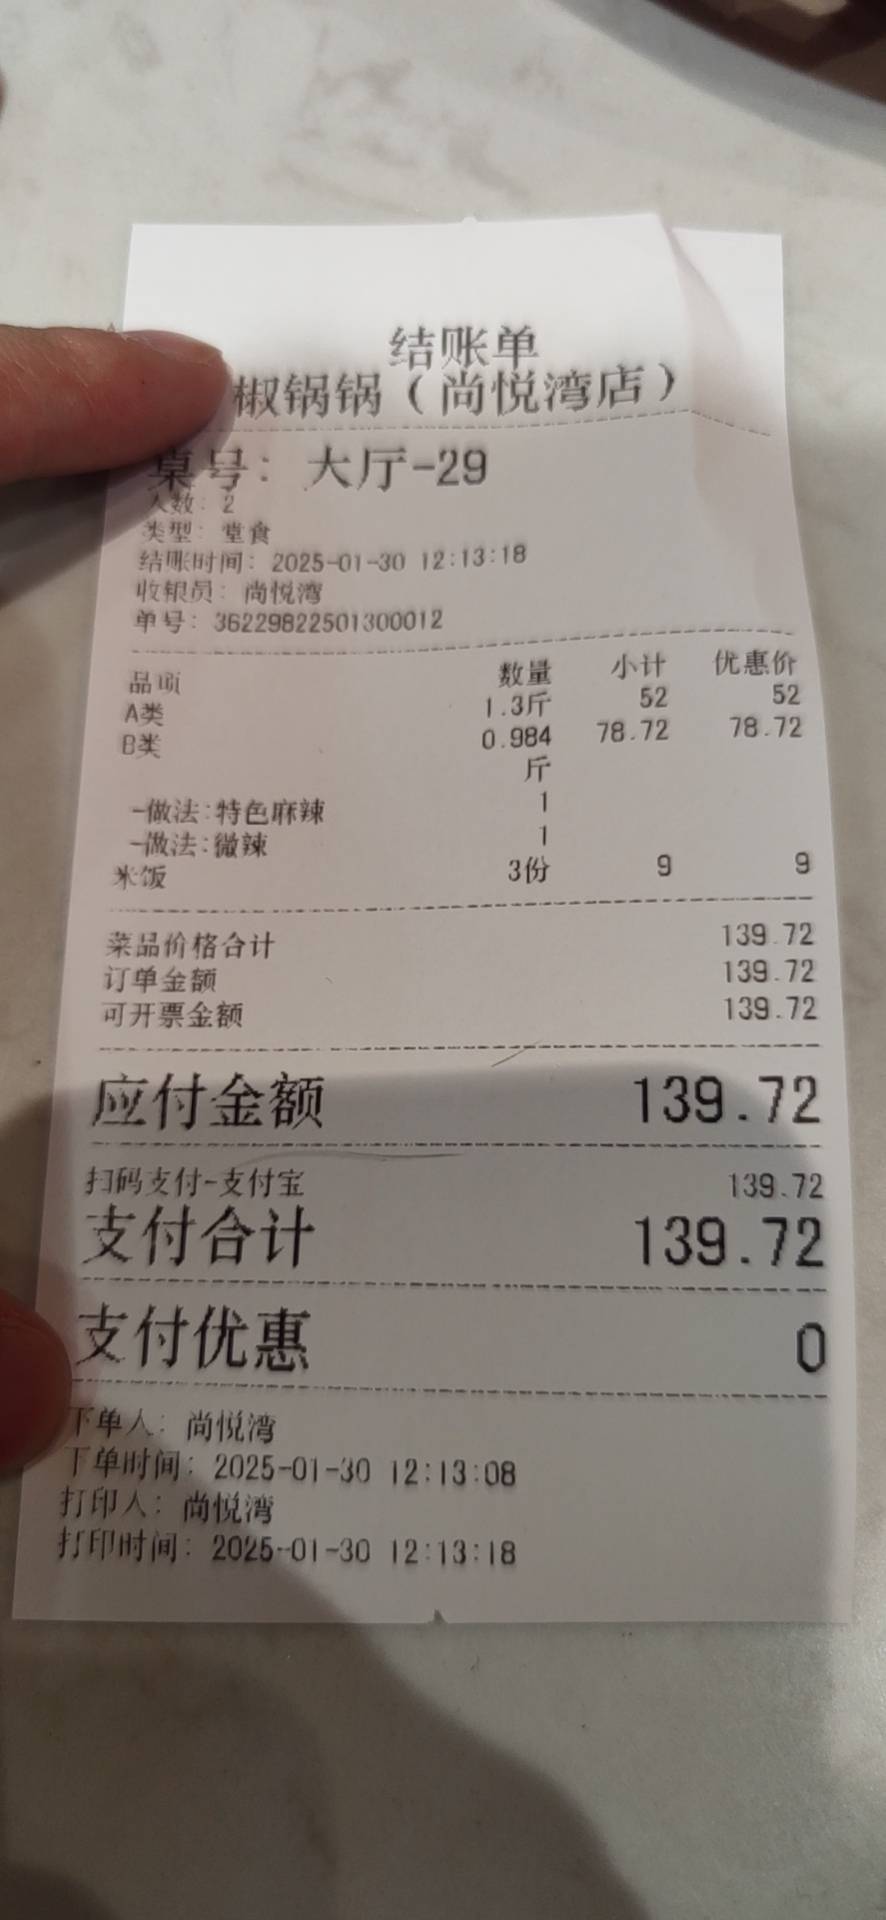 结账单
椒锅锅（尚悦湾店）
桌号： 大厅-29
人数：2
类型：堂食
结账时间：2025-01-30 12:13:18
收银员：尚悦湾
单号：36229822501300012
品项 数量 小计 优惠价
A类 1.3斤 52 52
B类 0.984 78.72 78.72
斤
-做法:特色麻辣 1
-做法:微辣 1
米饭 3份 9 9
菜品价格合计 139.72
订单金额 139.72
可开票金额 139.72
应付金额 139.72
扫码支付-支付宝 139.72
支付合计 139.72
支付优惠 0
下单人：尚悦湾
下单时间：2025-01-30 12:13:08
打印人：尚悦湾
打印时间：2025-01-30 12:13:18